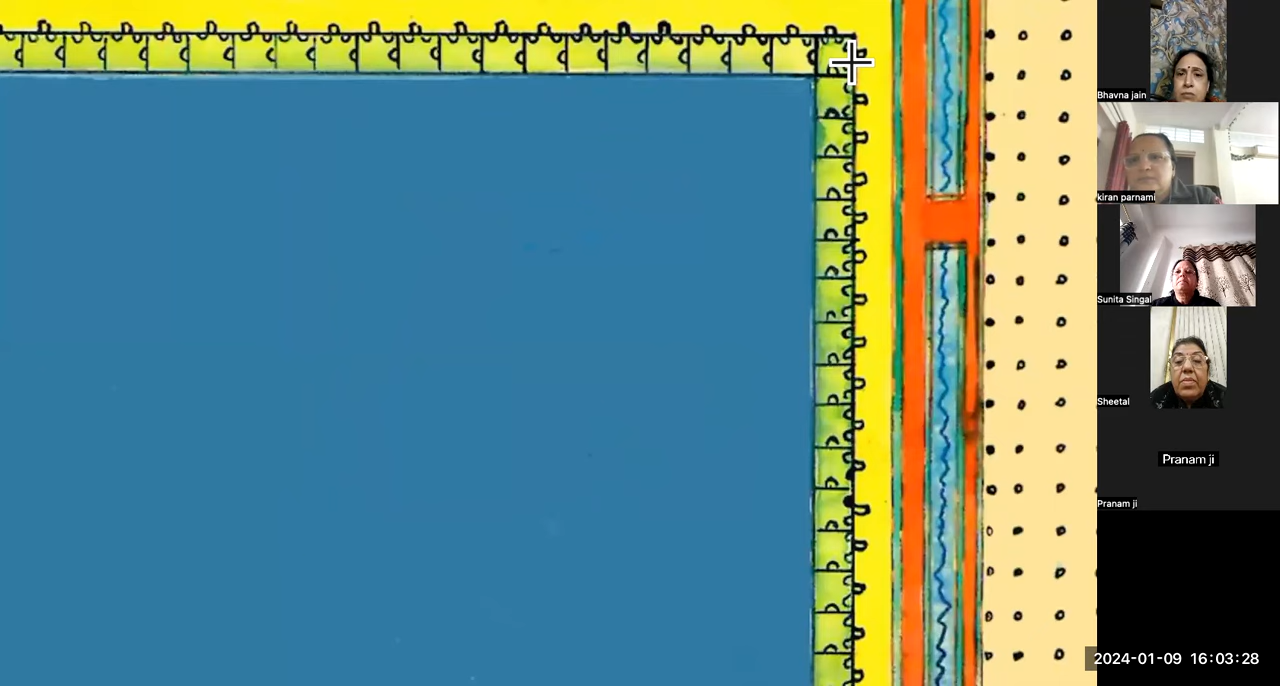 Bhavna jain
kiran parnami
Sunita Singal
Sheetal
Pranam ji
Pranam ji
2024-01-09 16:03:28